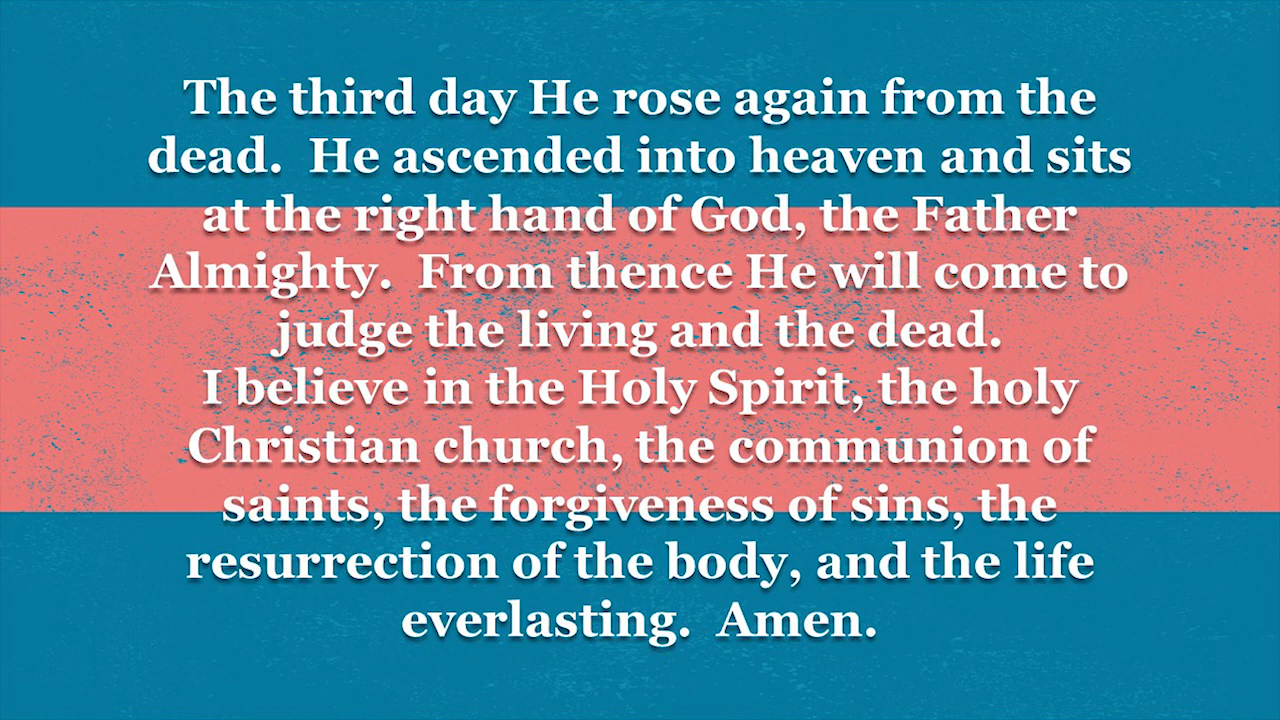 The third day He rose again from the
dead.  He ascended into heaven and sits
at the right hand of God, the Father
Almighty.  From thence He will come to
judge the living and the dead.
I believe in the Holy Spirit, the holy
Christian church, the communion of
saints, the forgiveness of sins, the
resurrection of the body, and the life
everlasting.  Amen.